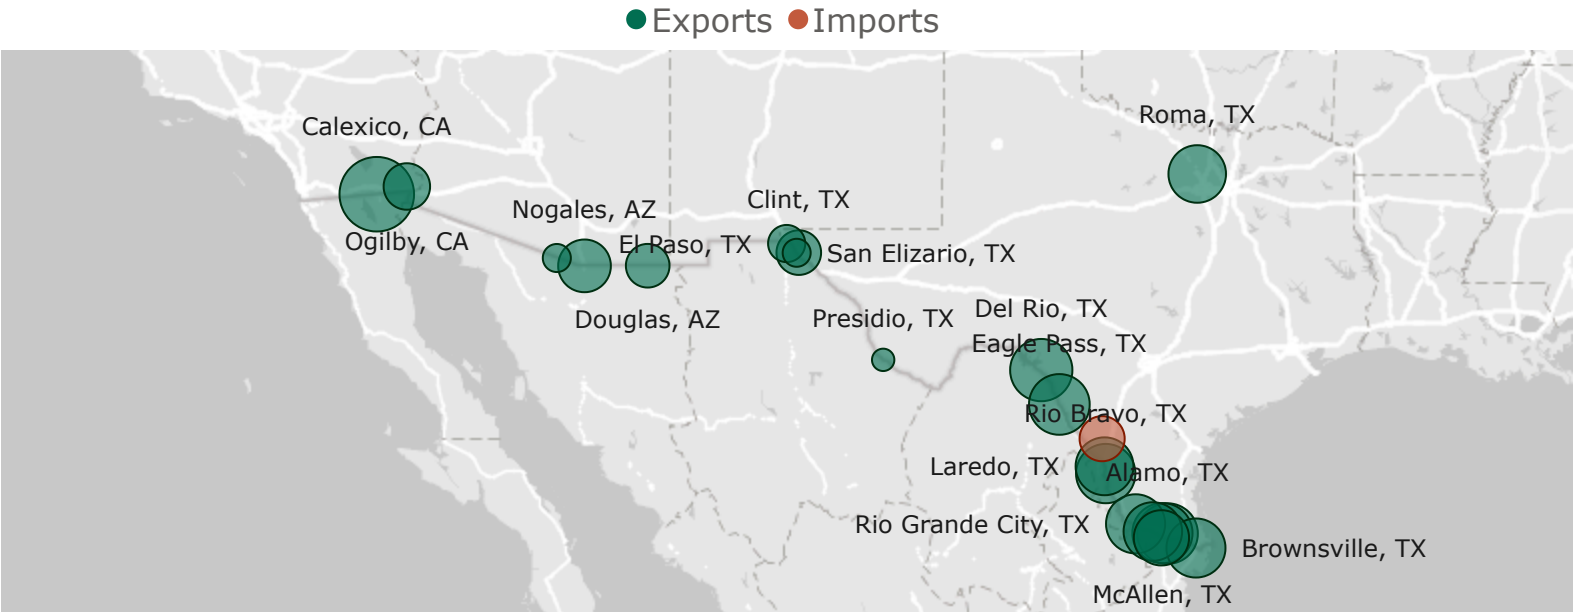 Exports Imports
Roma, TX
Calexico, CA
Clint, TX
Nogales, AZ
Ogilby, CA
El Paso, TX
San Elizario, TX
Del Rio, TX
Douglas, AZ
Presidio, TX
Eagle Pass, TX
Rio Bravo, TX
Laredo, TX
Alamo, TX
Rio Grande City, TX
Brownsville, TX
McAllen, TX